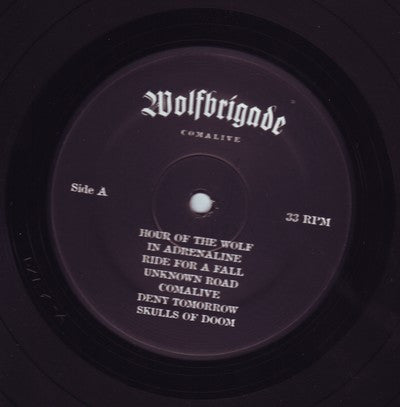 Wolfbrigade
COMALIVE
Side A
33 RPM
HOUR OF THE WOLF
IN ADRENALINE
RIDE FOR A FALL
UNKNOWN ROAD
COMALIVE
DENY TOMORROW
SKULLS OF DOOM